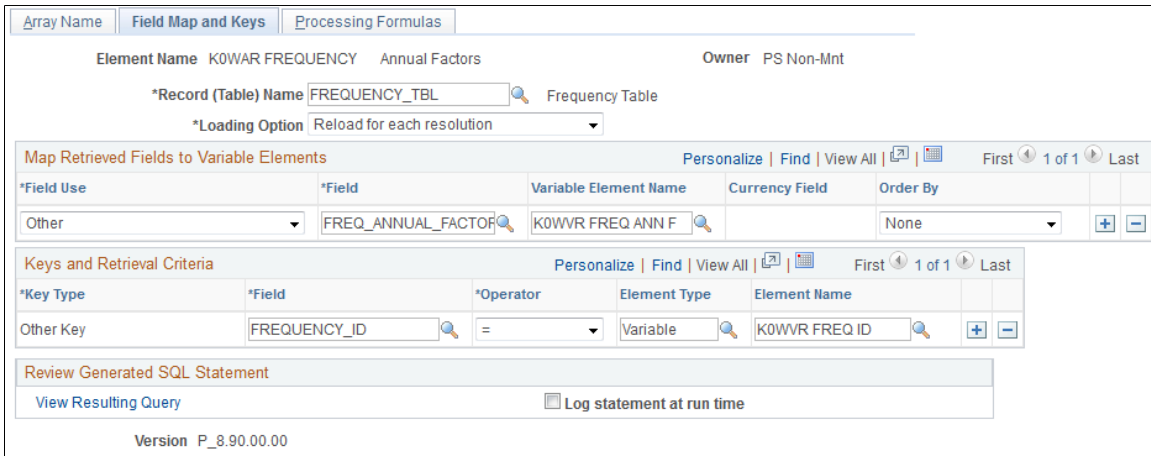 Array Name Field Map and Keys Processing Formulas
Element Name K0WAR FREQUENCY Annual Factors Owner PS Non-Mnt
*Record (Table) Name FREQUENCY_TBL Frequency Table
*Loading Option Reload for each resolution
Map Retrieved Fields to Variable Elements Personalize | Find | View All | | First 1 of 1 Last
*Field Use *Field Variable Element Name Currency Field Order By
Other FREQ_ANNUAL_FACTOR K0WVR FREQ ANN F None
Keys and Retrieval Criteria Personalize | Find | View All | | First 1 of 1 Last
*Key Type *Field *Operator Element Type Element Name
Other Key FREQUENCY_ID = Variable K0WVR FREQ ID
Review Generated SQL Statement
View Resulting Query Log statement at run time
Version P_8.90.00.00